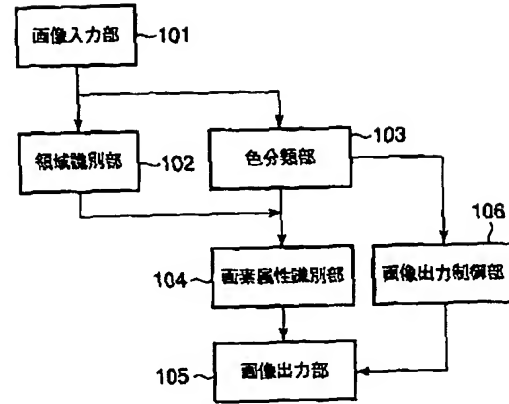 画像入力部
101
領域識別部
102
色分類部
103
104
画素属性識別部
画像出力制御部
106
105
画像出力部